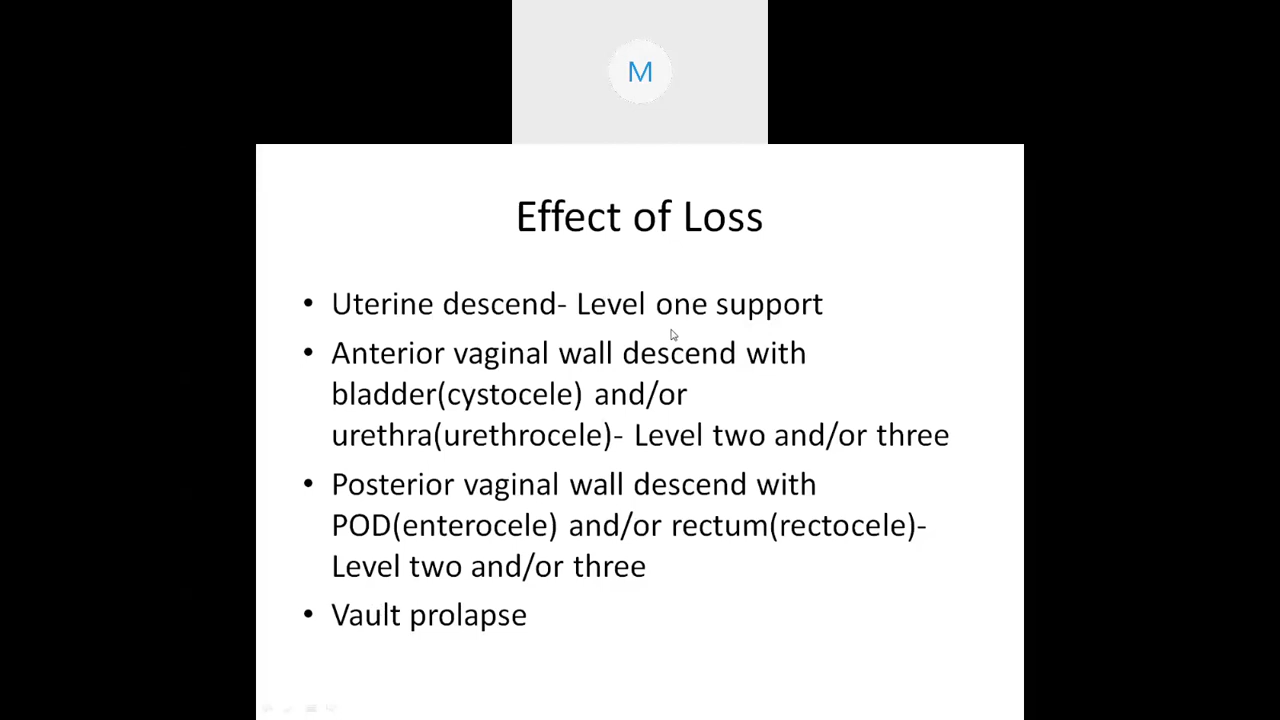 M
Effect of Loss
• Uterine descend- Level one support
• Anterior vaginal wall descend with
bladder(cystocele) and/or
urethra(urethrocele)- Level two and/or three
• Posterior vaginal wall descend with
POD(enterocele) and/or rectum(rectocele)-
Level two and/or three
• Vault prolapse